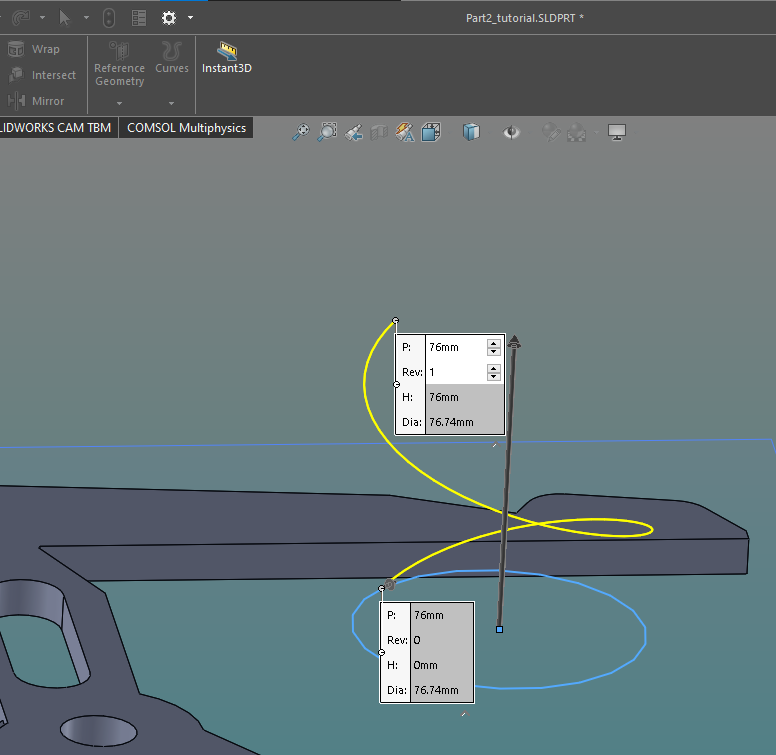 Part2_tutorial.SLDPRT *
Wrap
Intersect
Mirror
Reference
Geometry
Curves
Instant3D
LIDWORKS CAM TBM
COMSOL Multiphysics
P: 76mm
Rev: 1
H: 76mm
Dia: 76.74mm
P: 76mm
Rev: 0
H: 0mm
Dia: 76.74mm